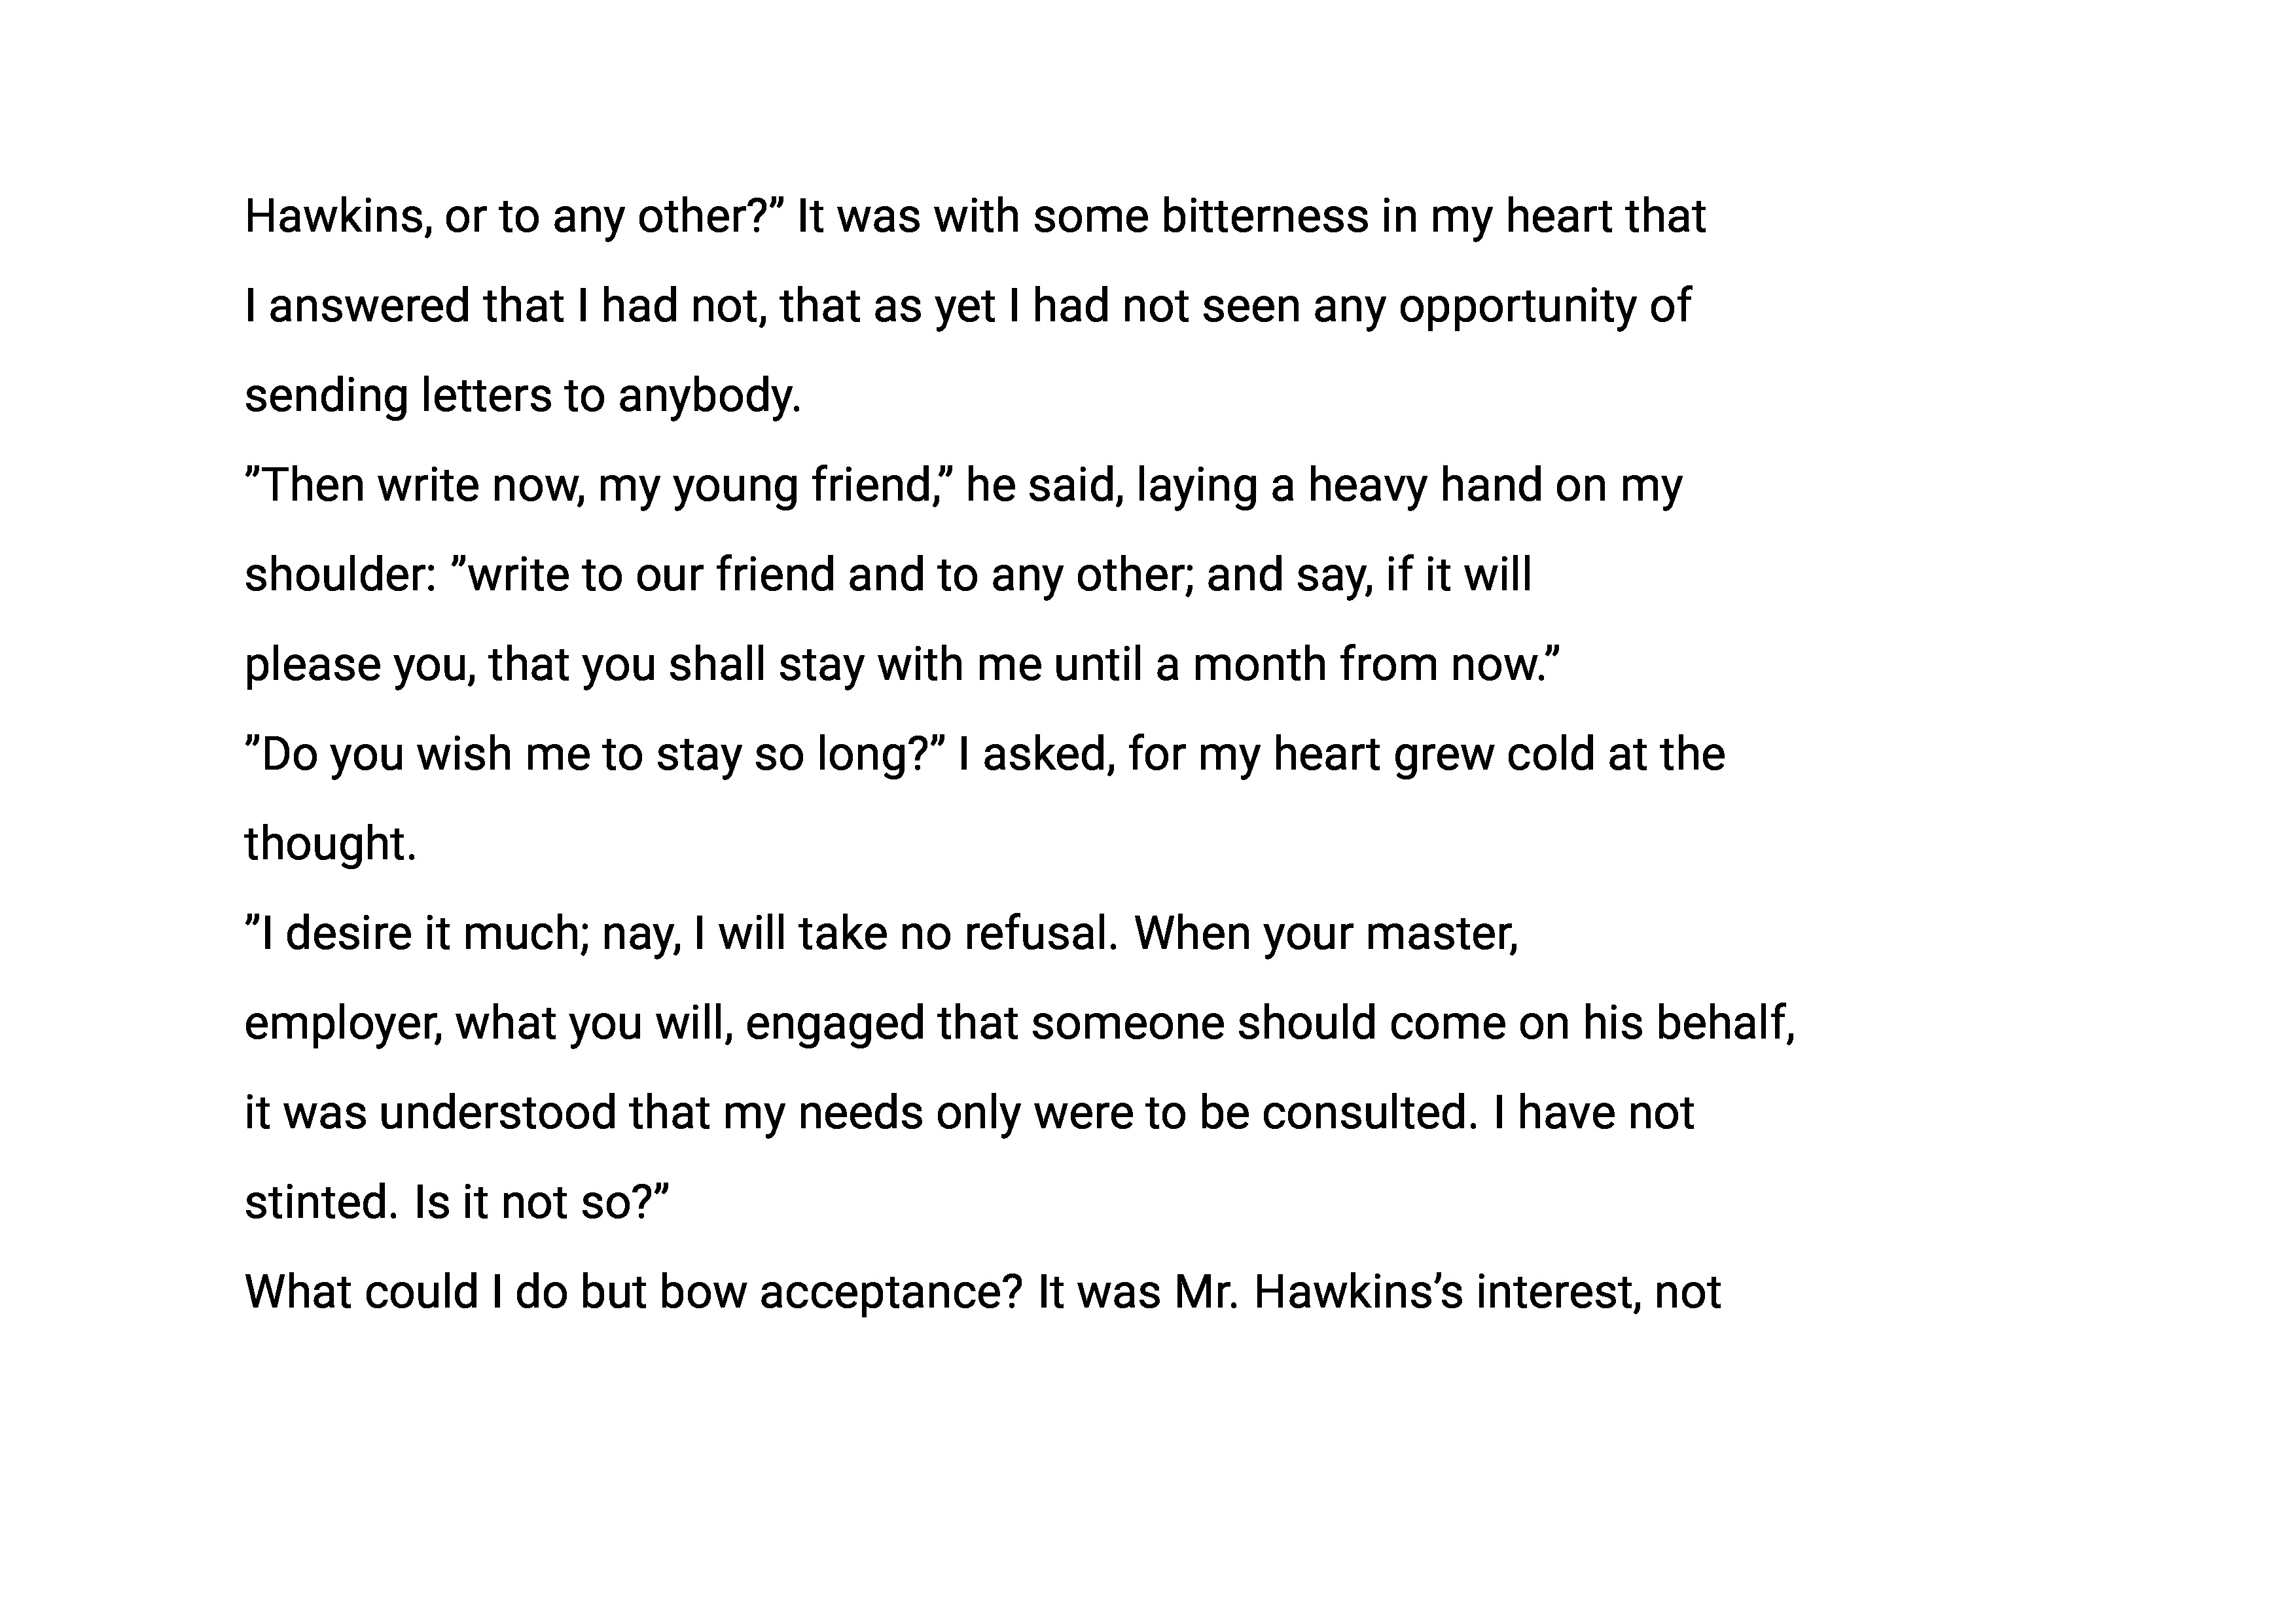 Hawkins, or to any other?” It was with some bitterness in my heart that
I answered that I had not, that as yet I had not seen any opportunity of
sending letters to anybody.
”Then write now, my young friend,” he said, laying a heavy hand on my
shoulder: ”write to our friend and to any other; and say, if it will
please you, that you shall stay with me until a month from now.”
”Do you wish me to stay so long?” I asked, for my heart grew cold at the
thought.
”I desire it much; nay, I will take no refusal. When your master,
employer, what you will, engaged that someone should come on his behalf,
it was understood that my needs only were to be consulted. I have not
stinted. Is it not so?”
What could I do but bow acceptance? It was Mr. Hawkins’s interest, not